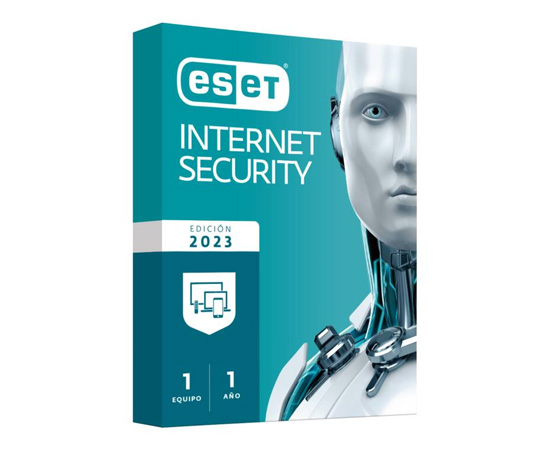 eseT®
INTERNET
SECURITY
EDICIÓN
2023
1 1
EQUIPO AÑO